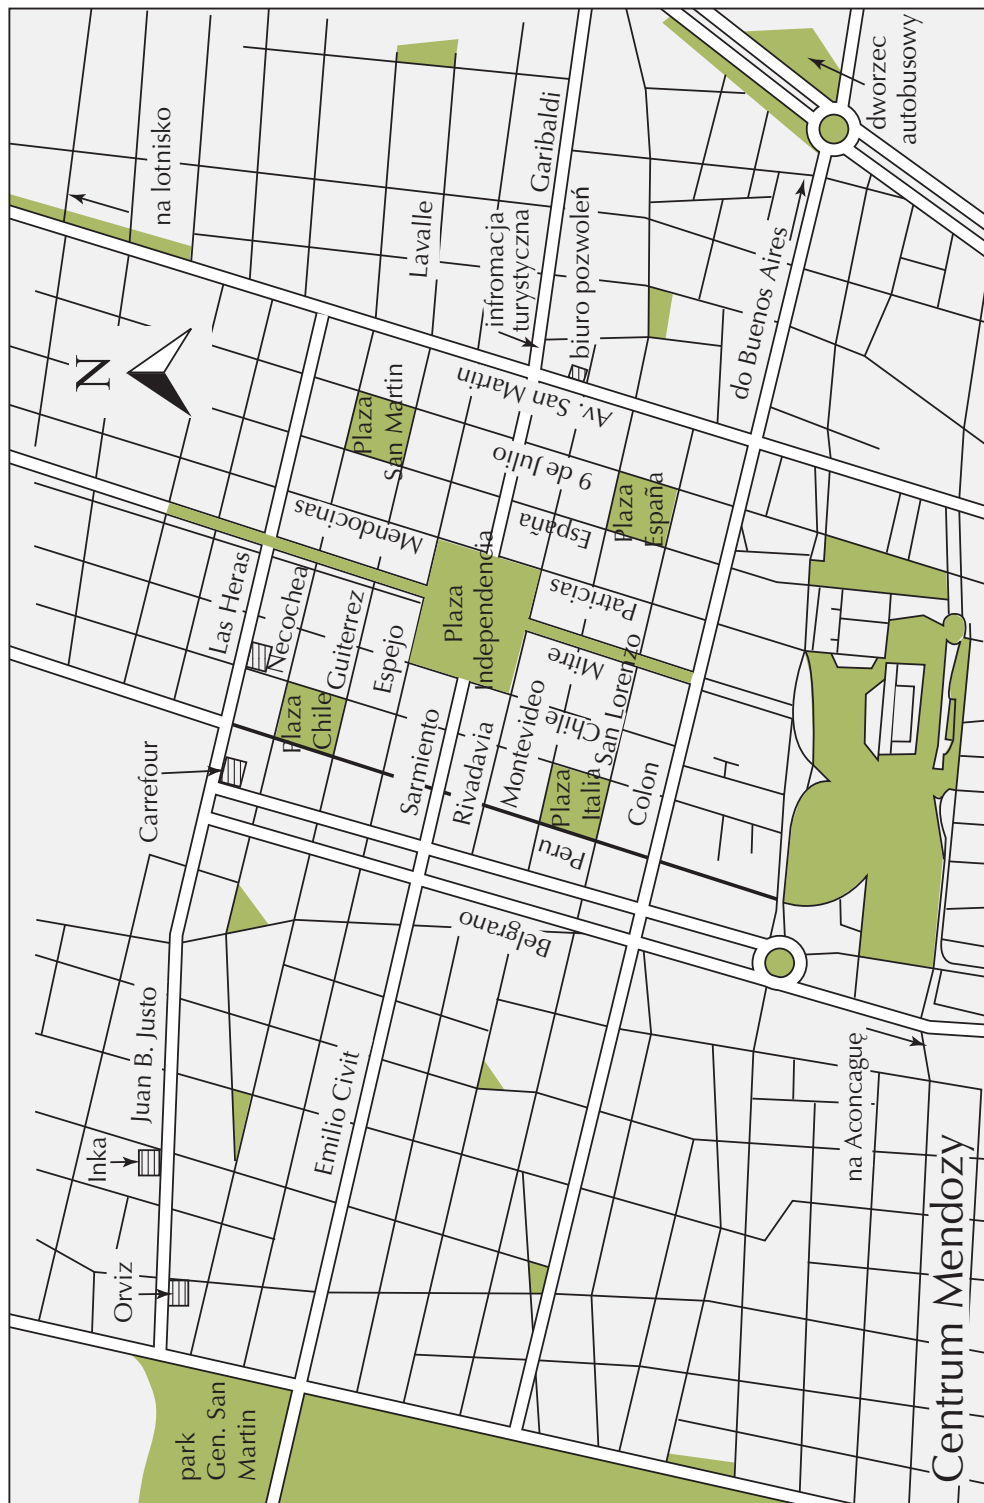 Centrum Mendozy
N
na lotnisko
Lavalle
Garibaldi
infromacja
turystyczna
biuro pozwoleń
dworzec
autobusowy
do Buenos Aires
Av. San Martin
9 de Julio
España
Patricias
Mendocinas
Mitre
Chile
Peru
Belgrano
Plaza
San Martin
Plaza
España
Plaza
Independencia
Plaza
Chile
Plaza
Italia
Las Heras
Necochea
Guiterrez
Espejo
Sarmiento
Rivadavia
Montevideo
San Lorenzo
Colon
Carrefour
Juan B. Justo
Inka
Orviz
Emilio Civit
park
Gen. San
Martin
na Aconcaguę